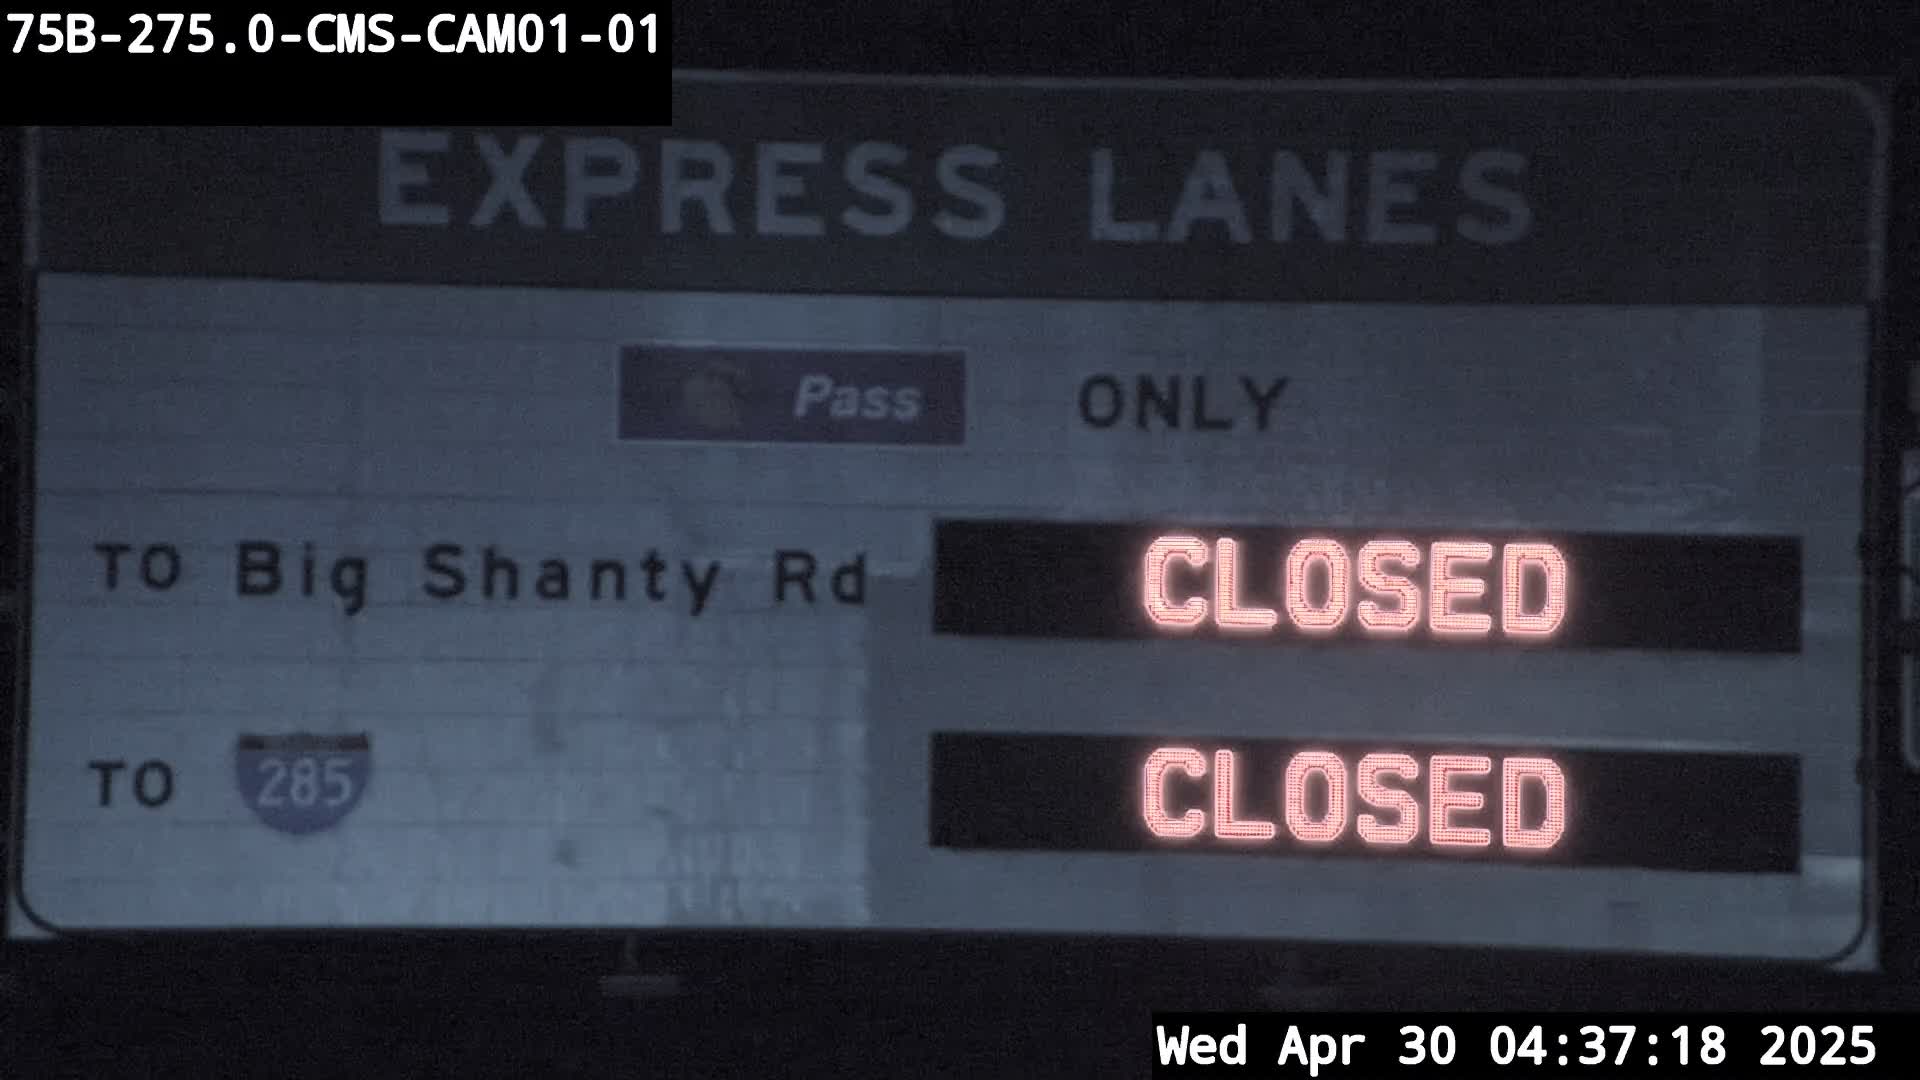 75B-275.0-CMS-CAM01-01
EXPRESS LANES
Pass ONLY
TO Big Shanty Rd CLOSED
TO 285 CLOSED
Wed Apr 30 04:37:18 2025